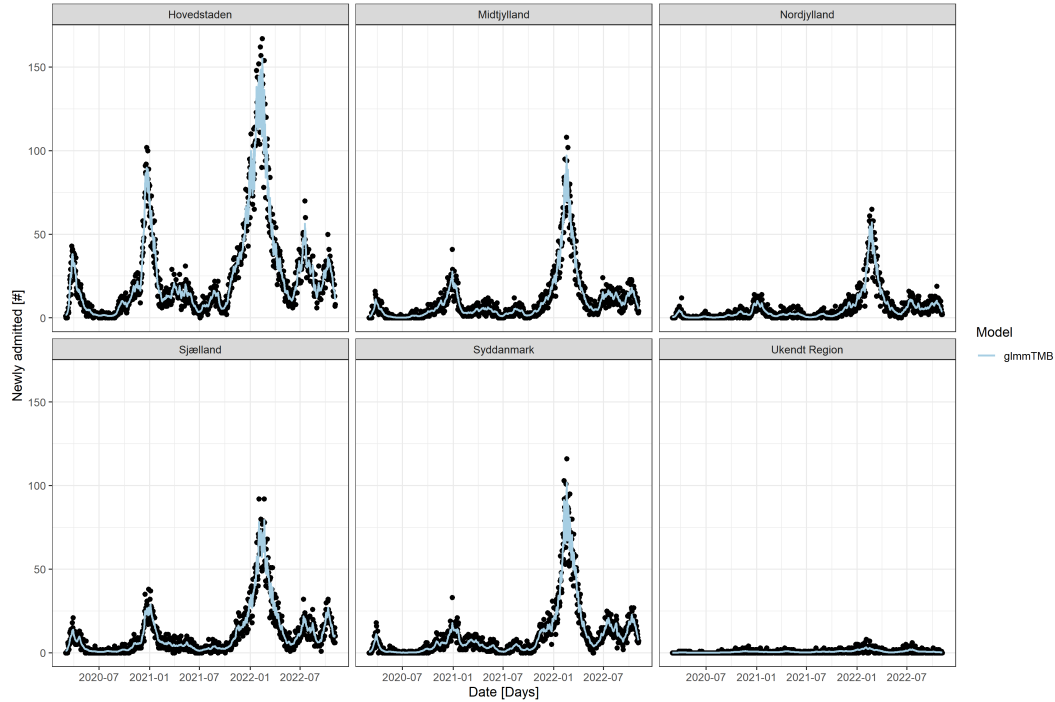 Hovedstaden Midtjylland Nordjylland
150
100
50
0
Sjælland Syddanmark Ukendt Region
150
100
50
0
2020-07 2021-01 2021-07 2022-01 2022-07 2020-07 2021-01 2021-07 2022-01 2022-07 2020-07 2021-01 2021-07 2022-01 2022-07
Date [Days]
Newly admitted [#]
Model
glmmTMB